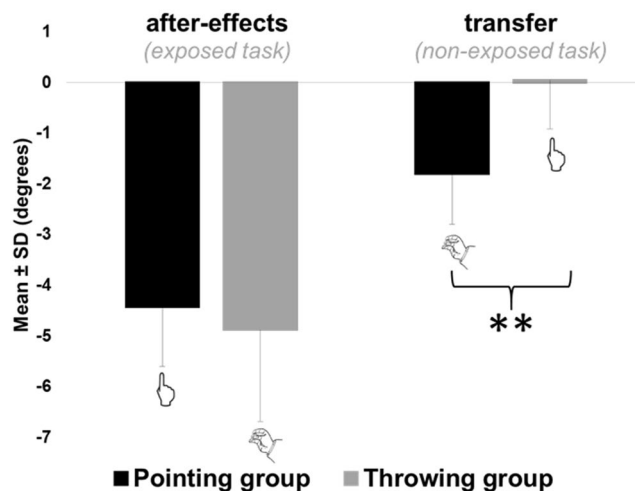 after-effects
(exposed task)
transfer
(non-exposed task)
Mean ± SD (degrees)
1
0
-1
-2
-3
-4
-5
-6
-7
**
Pointing group
Throwing group